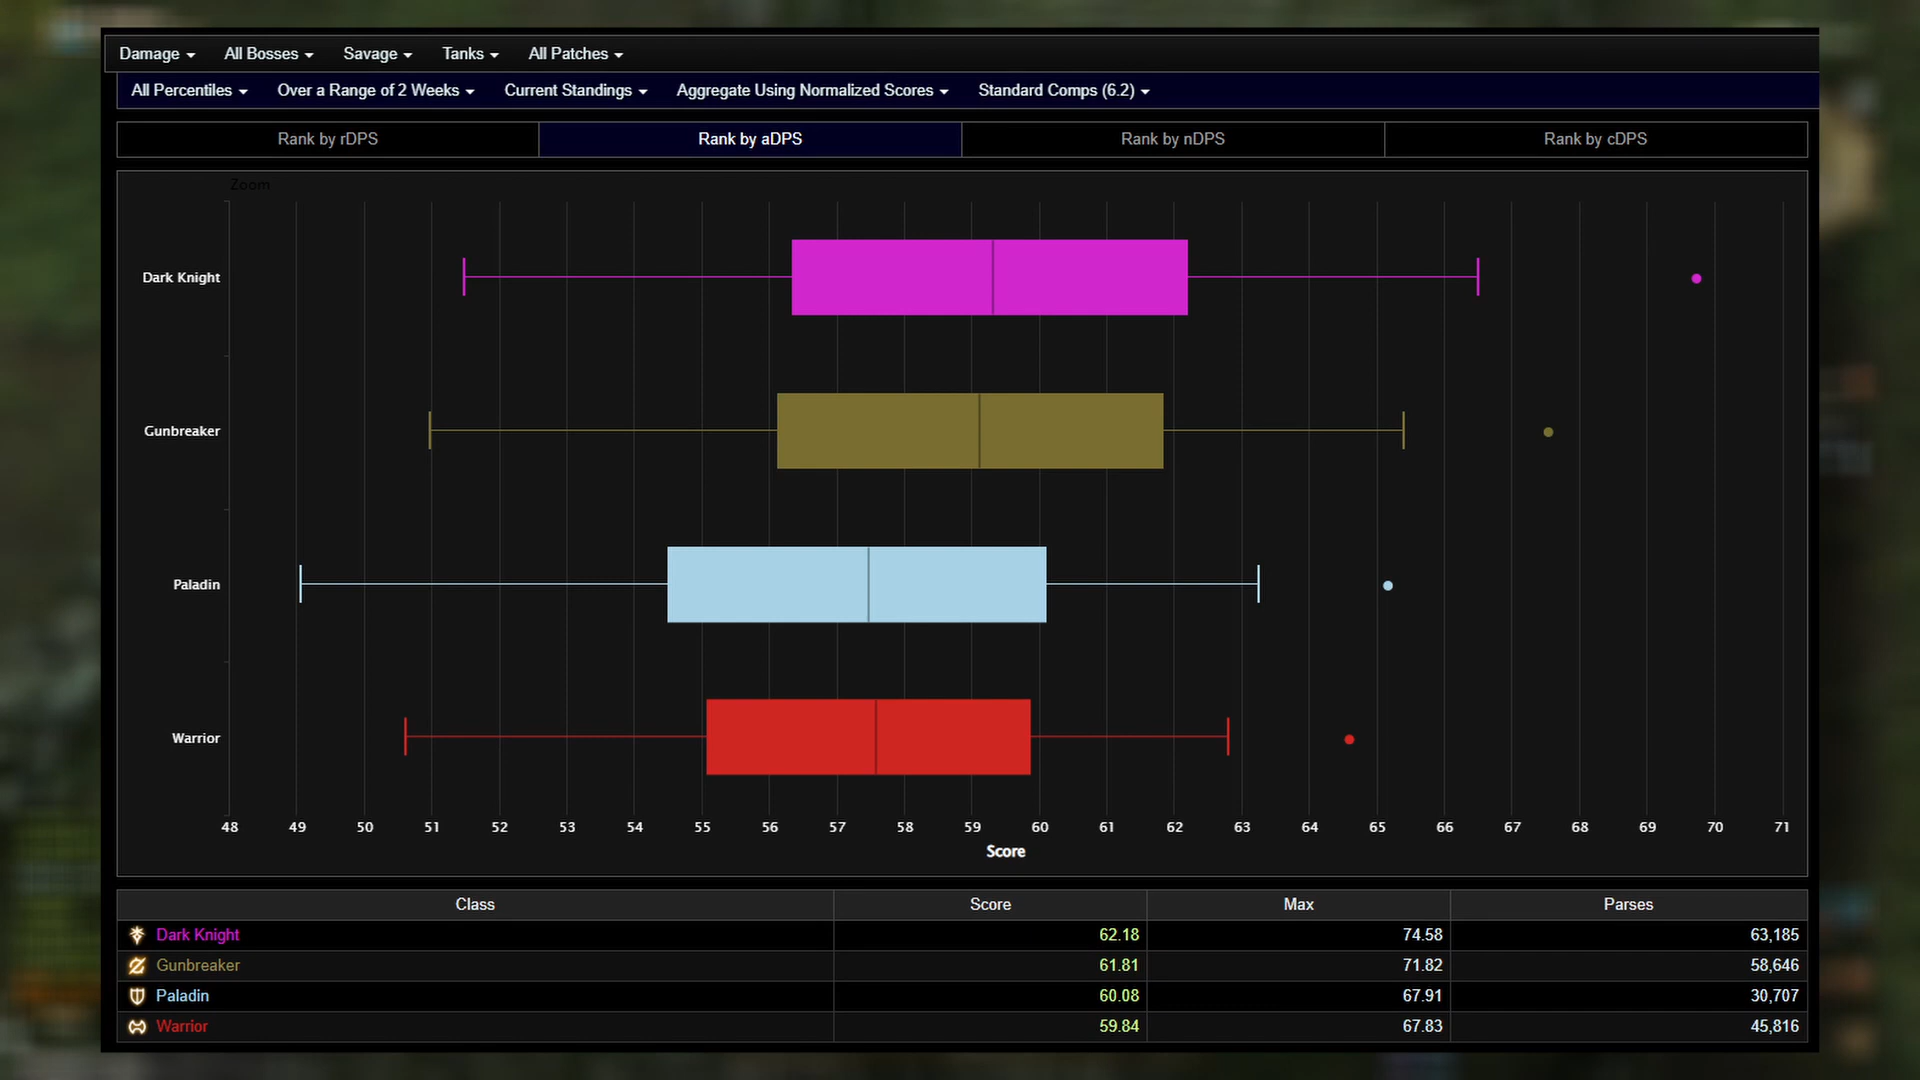 Damage All Bosses Savage Tanks All Patches
All Percentiles Over a Range of 2 Weeks Current Standings Aggregate Using Normalized Scores Standard Comps (6.2)
Rank by rDPS Rank by aDPS Rank by nDPS Rank by cDPS
Zoom
Dark Knight
Gunbreaker
Paladin
Warrior
48 49 50 51 52 53 54 55 56 57 58 59 60 61 62 63 64 65 66 67 68 69 70 71
Score
Class Score Max Parses
Dark Knight 62.18 74.58 63,185
Gunbreaker 61.81 71.82 58,646
Paladin 60.08 67.91 30,707
Warrior 59.84 67.83 45,816